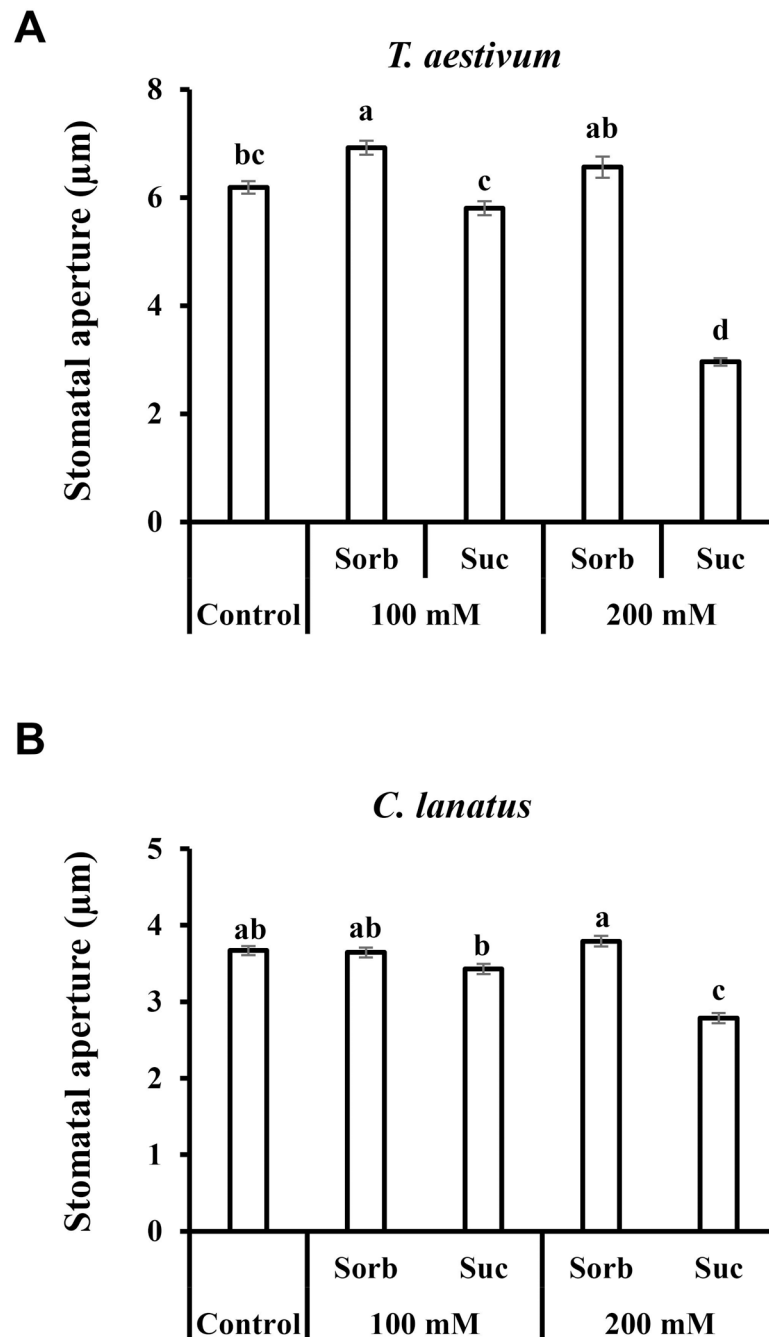 A
T. aestivum
Stomatal aperture (µm)
8
6
4
2
0
bc
a
c
ab
d
Sorb Suc Sorb Suc
Control 100 mM 200 mM
B
C. lanatus
Stomatal aperture (µm)
5
4
3
2
1
0
ab
ab
b
a
c
Sorb Suc Sorb Suc
Control 100 mM 200 mM